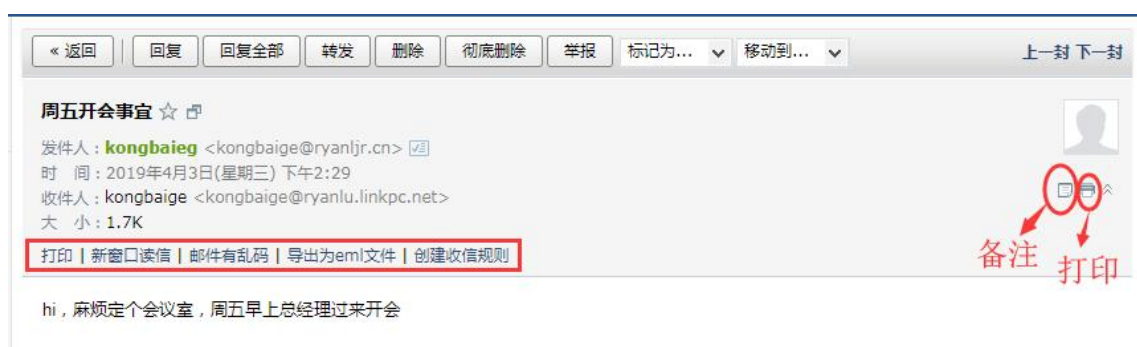 « 返回 回复 回复全部 转发 删除 彻底删除 举报 标记为... 移动到... 上一封 下一封
周五开会事宜
发件人：kongbaieg <kongbaige@ryanljr.cn>
时 间：2019年4月3日(星期三) 下午2:29
收件人：kongbaige <kongbaige@ryanlu.linkpc.net>
大 小：1.7K
打印 | 新窗口读信 | 邮件有乱码 | 导出为eml文件 | 创建收信规则
备注 打印
hi，麻烦定个会议室，周五早上总经理过来开会